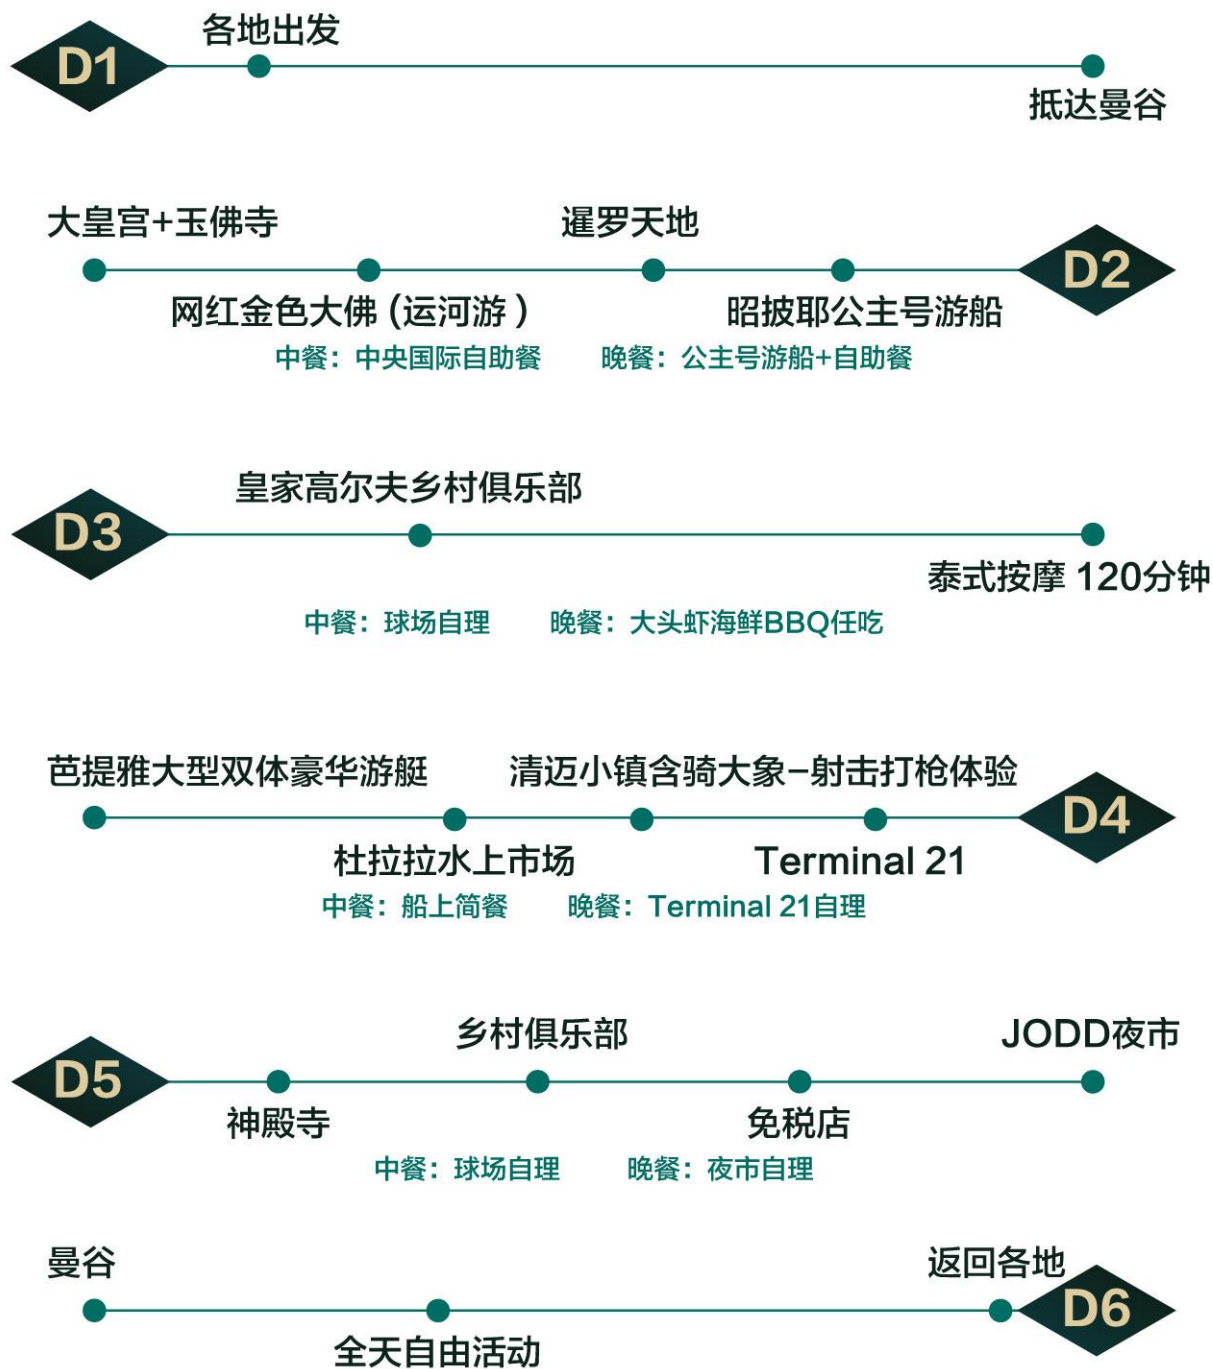 各地出发
D1
抵达曼谷
大皇宫+玉佛寺
暹罗天地
D2
网红金色大佛 (运河游 )
昭披耶公主号游船
中餐：中央国际自助餐
晚餐：公主号游船+自助餐
皇家高尔夫乡村俱乐部
D3
泰式按摩 120分钟
中餐：球场自理
晚餐：大头虾海鲜BBQ任吃
芭提雅大型双体豪华游艇
清迈小镇含骑大象–射击打枪体验
D4
杜拉拉水上市场
Terminal 21
中餐：船上简餐
晚餐：Terminal 21自理
乡村俱乐部
JODD夜市
D5
神殿寺
免税店
中餐：球场自理
晚餐：夜市自理
曼谷
返回各地
D6
全天自由活动